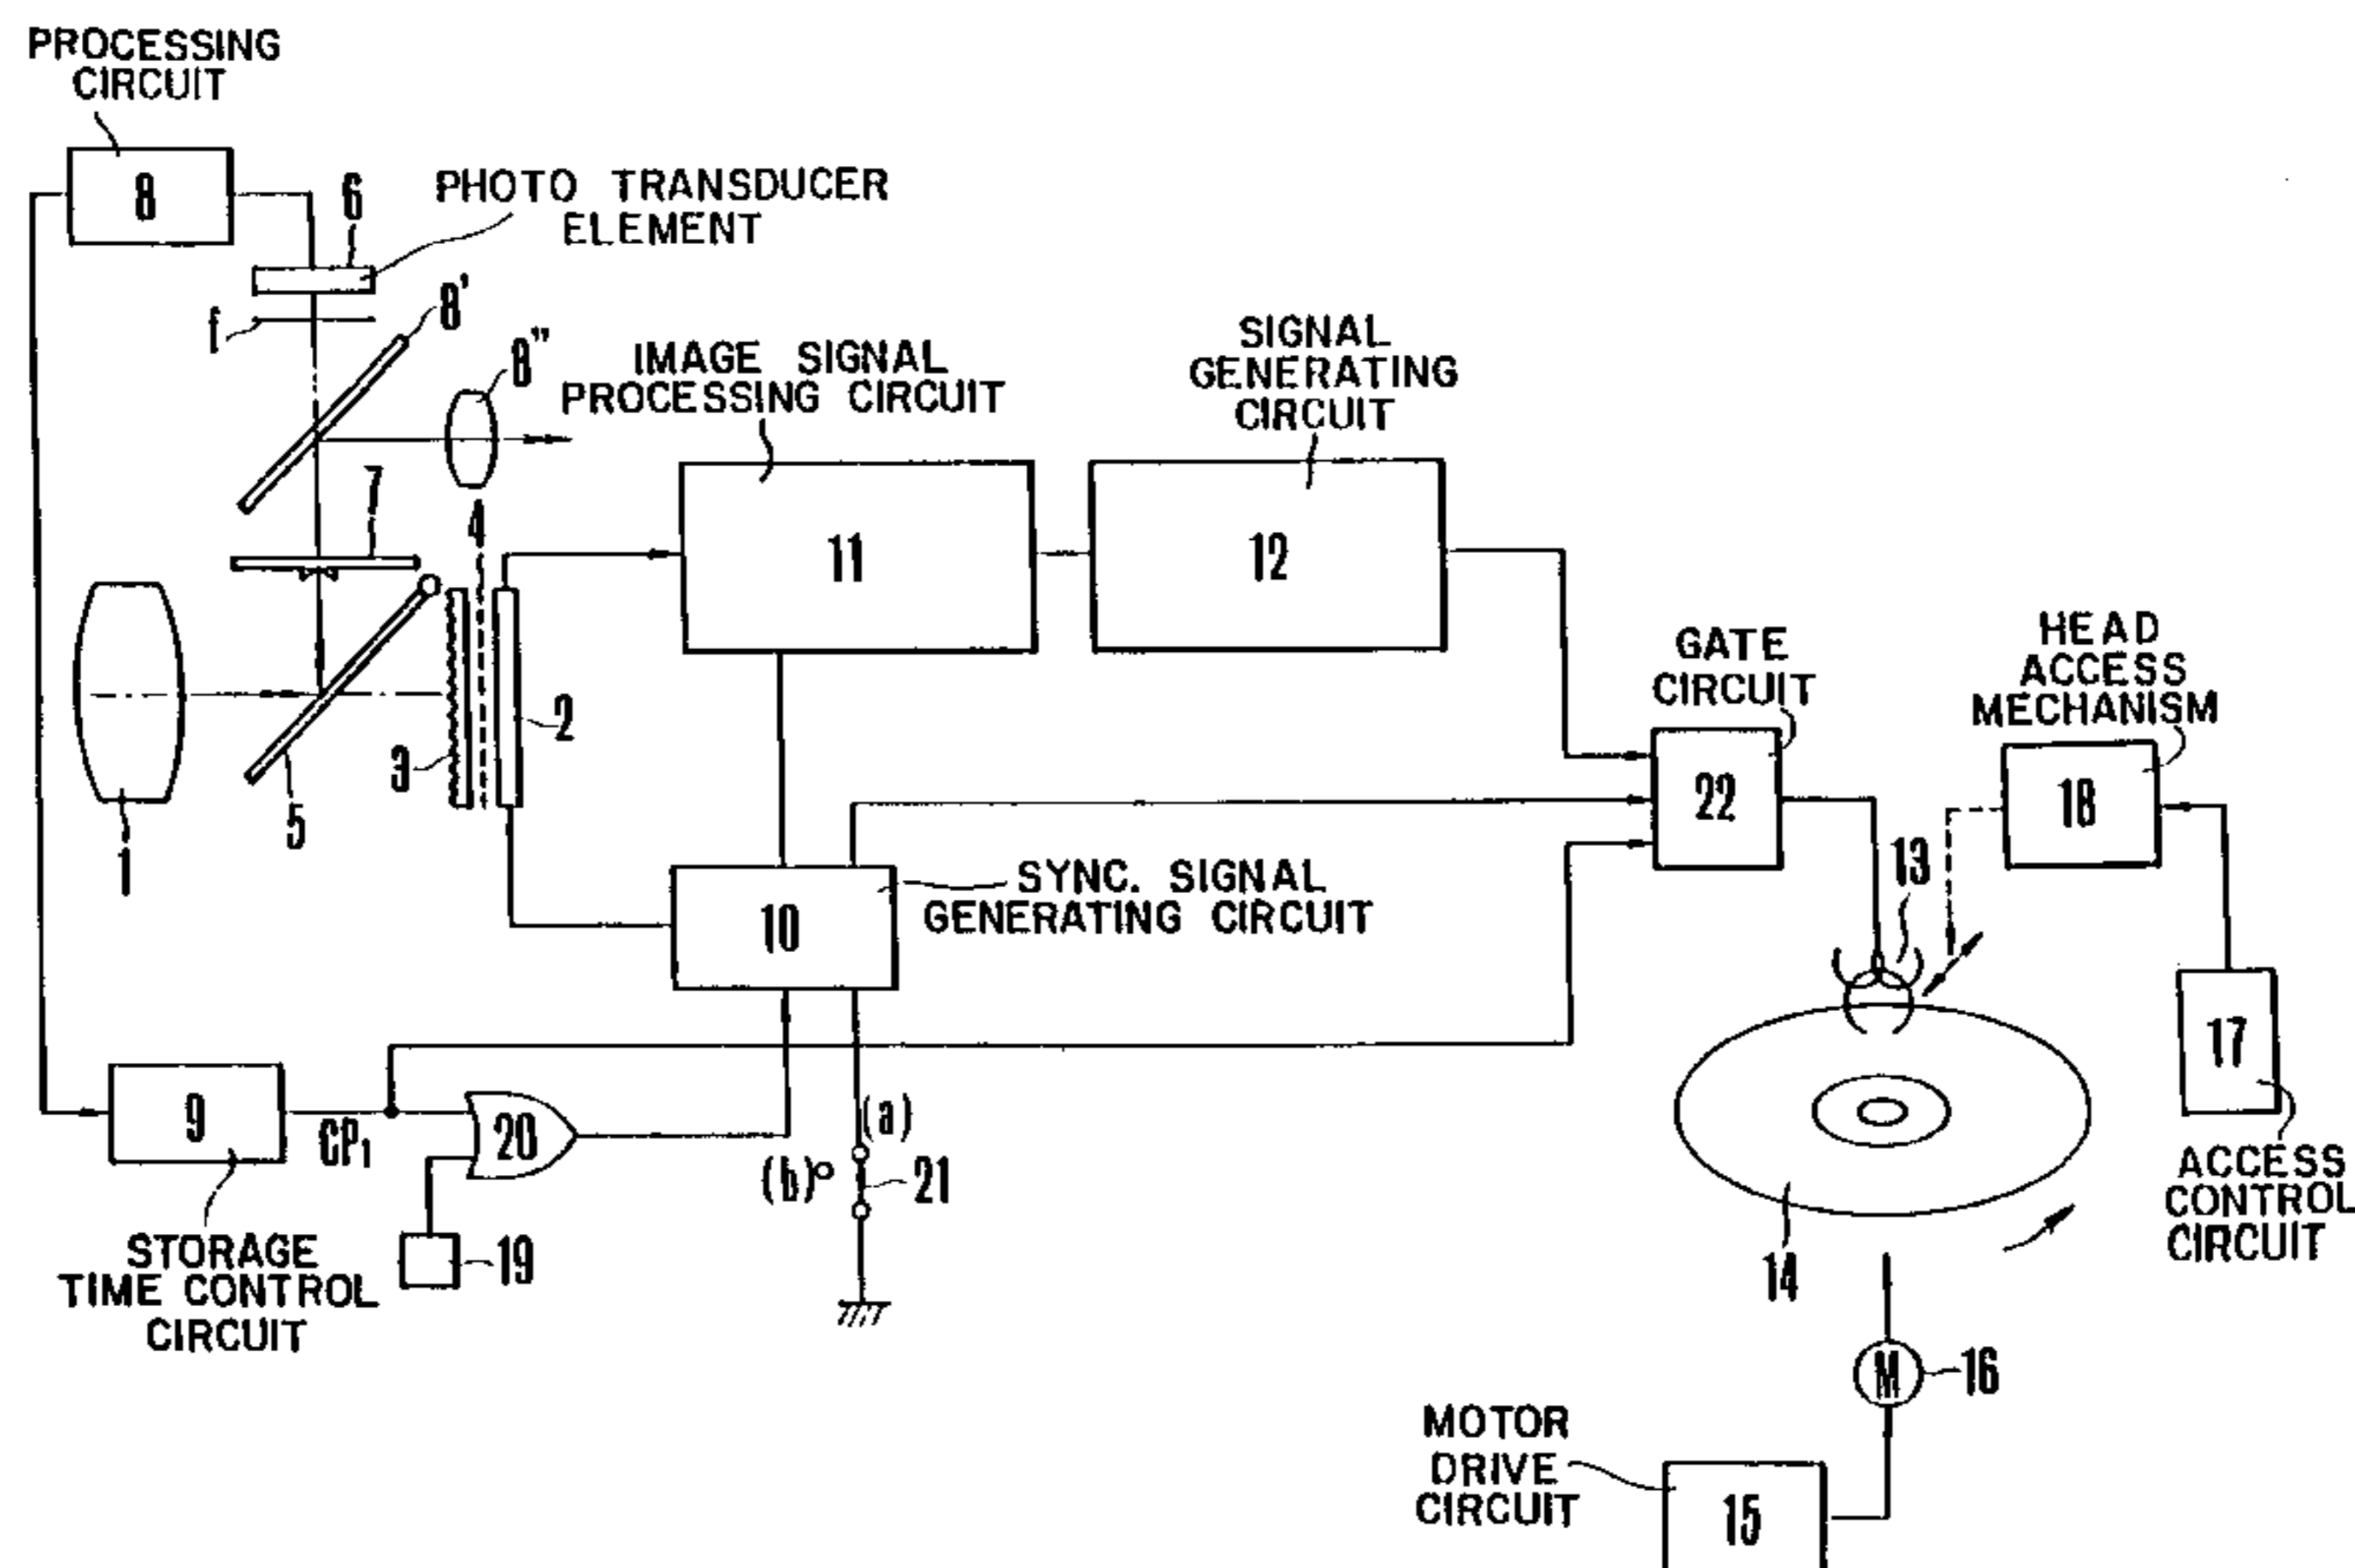 PROCESSING
CIRCUIT
8
6
PHOTO TRANSDUCER
ELEMENT
f
8'
8"
IMAGE SIGNAL
PROCESSING CIRCUIT
SIGNAL
GENERATING
CIRCUIT
7
4
11
12
GATE
CIRCUIT
HEAD
ACCESS
MECHANISM
1
5
3
2
22
18
13
10
SYNC. SIGNAL
GENERATING CIRCUIT
17
9
CP1
20
(a)
(b)
21
19
14
ACCESS
CONTROL
CIRCUIT
STORAGE
TIME CONTROL
CIRCUIT
M
16
MOTOR
DRIVE
CIRCUIT
15